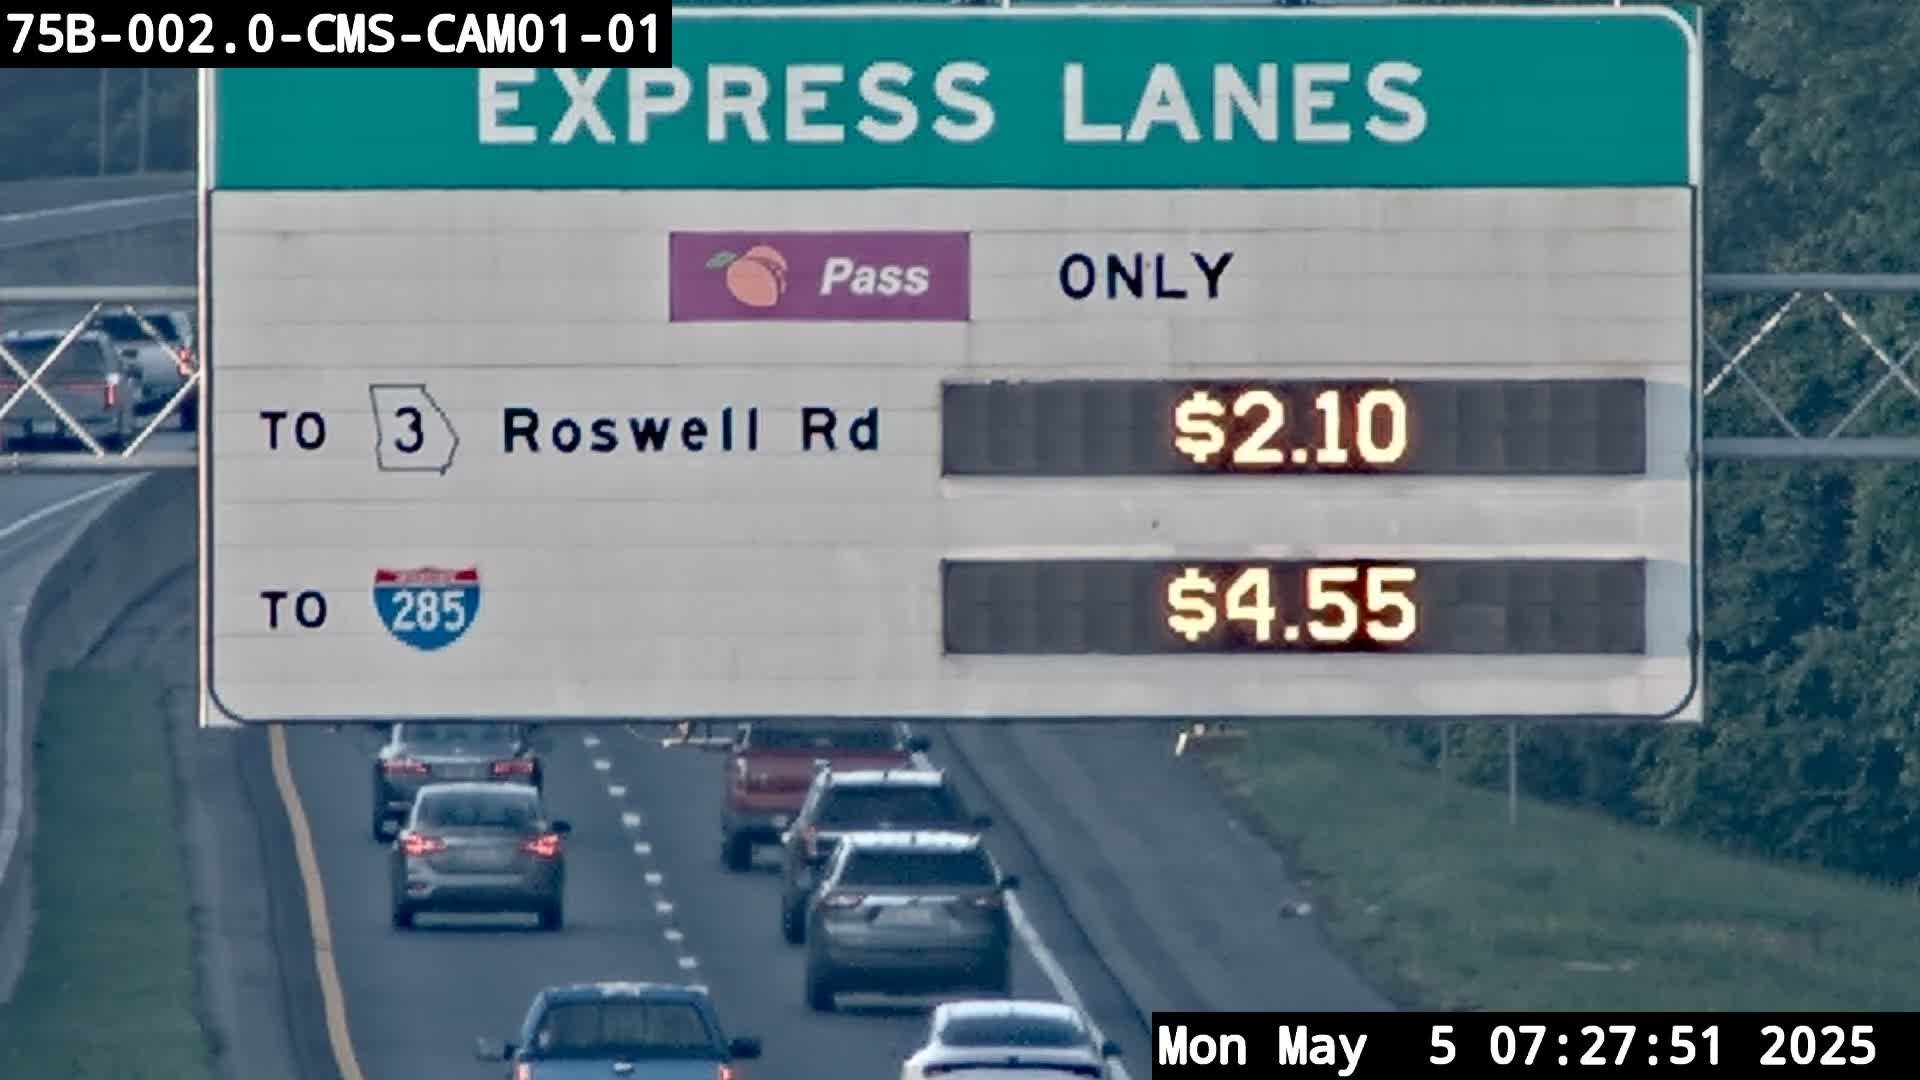 75B-002.0-CMS-CAM01-01
EXPRESS LANES
Pass ONLY
TO 3 Roswell Rd $2.10
TO 285 $4.55
Mon May 5 07:27:51 2025